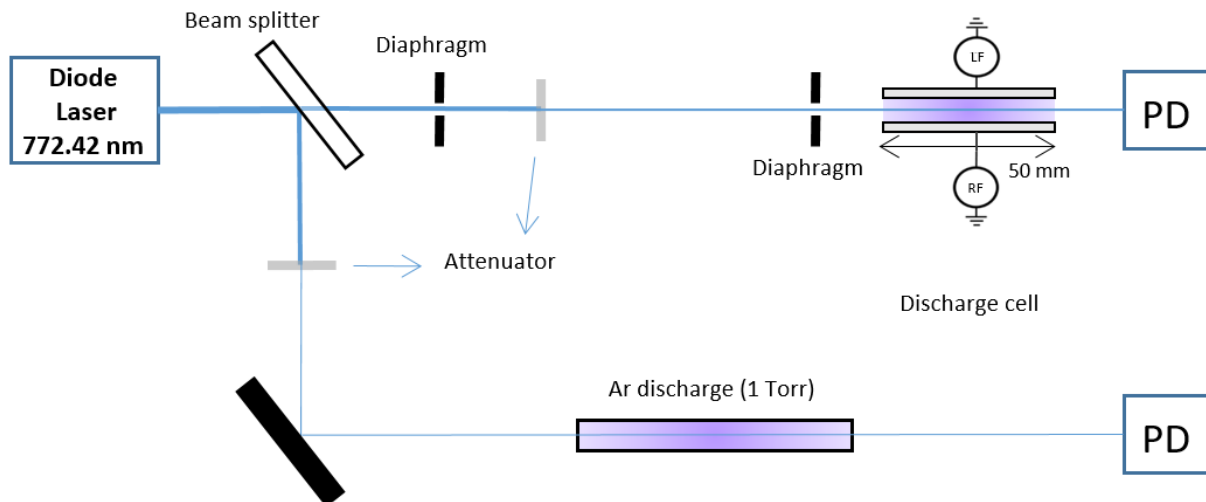 Beam splitter
Diaphragm
Diode
Laser
772.42 nm
LF
PD
Diaphragm
50 mm
RF
Attenuator
Discharge cell
Ar discharge (1 Torr)
PD